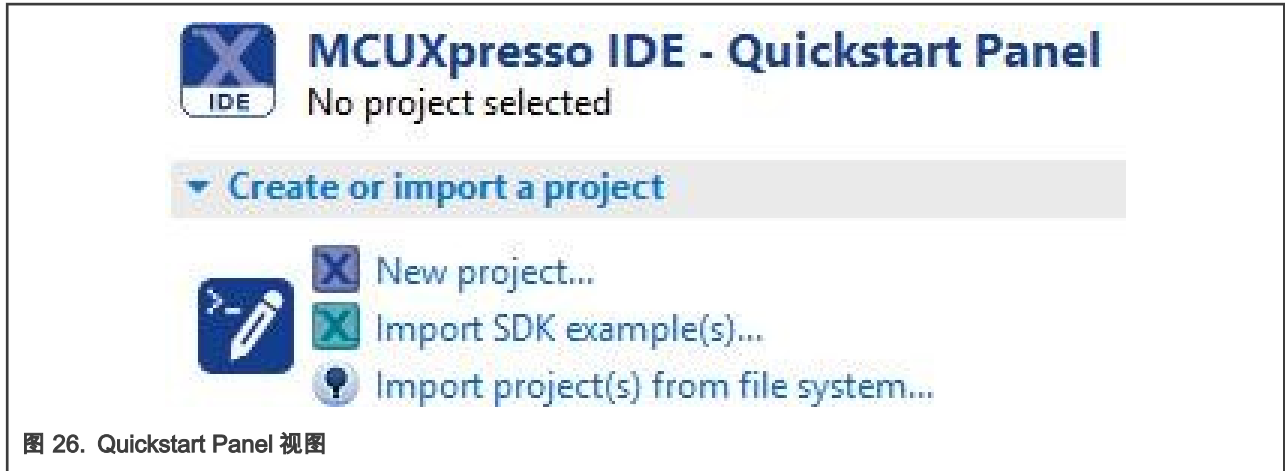 MCUXpresso IDE - Quickstart Panel
IDE
No project selected
Create or import a project
New project...
Import SDK example(s)...
Import project(s) from file system...
图 26. Quickstart Panel 视图